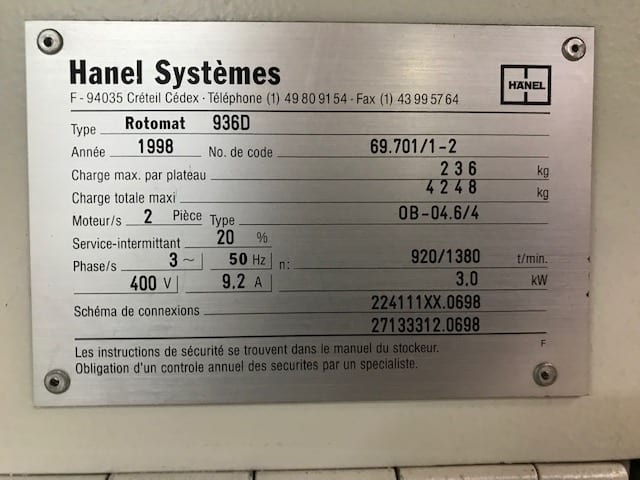 Hanel Systèmes
HÄNEL
F - 94035 Créteil Cédex · Téléphone (1) 49 80 91 54 · Fax (1) 43 99 57 64
Type Rotomat 936D
Année 1998 No. de code 69.701/1-2
Charge max. par plateau 236 kg
Charge totale maxi 4248 kg
Moteur/s 2 Pièce Type OB-04.6/4
Service-intermittant 20 %
Phase/s 3 ~ 50 Hz n: 920/1380 t/min.
400 V 9.2 A 3.0 kW
Schéma de connexions 224111XX.0698
27133312.0698
Les instructions de sécurité se trouvent dans le manuel du stockeur. F
Obligation d'un controle annuel des securites par un specialiste.